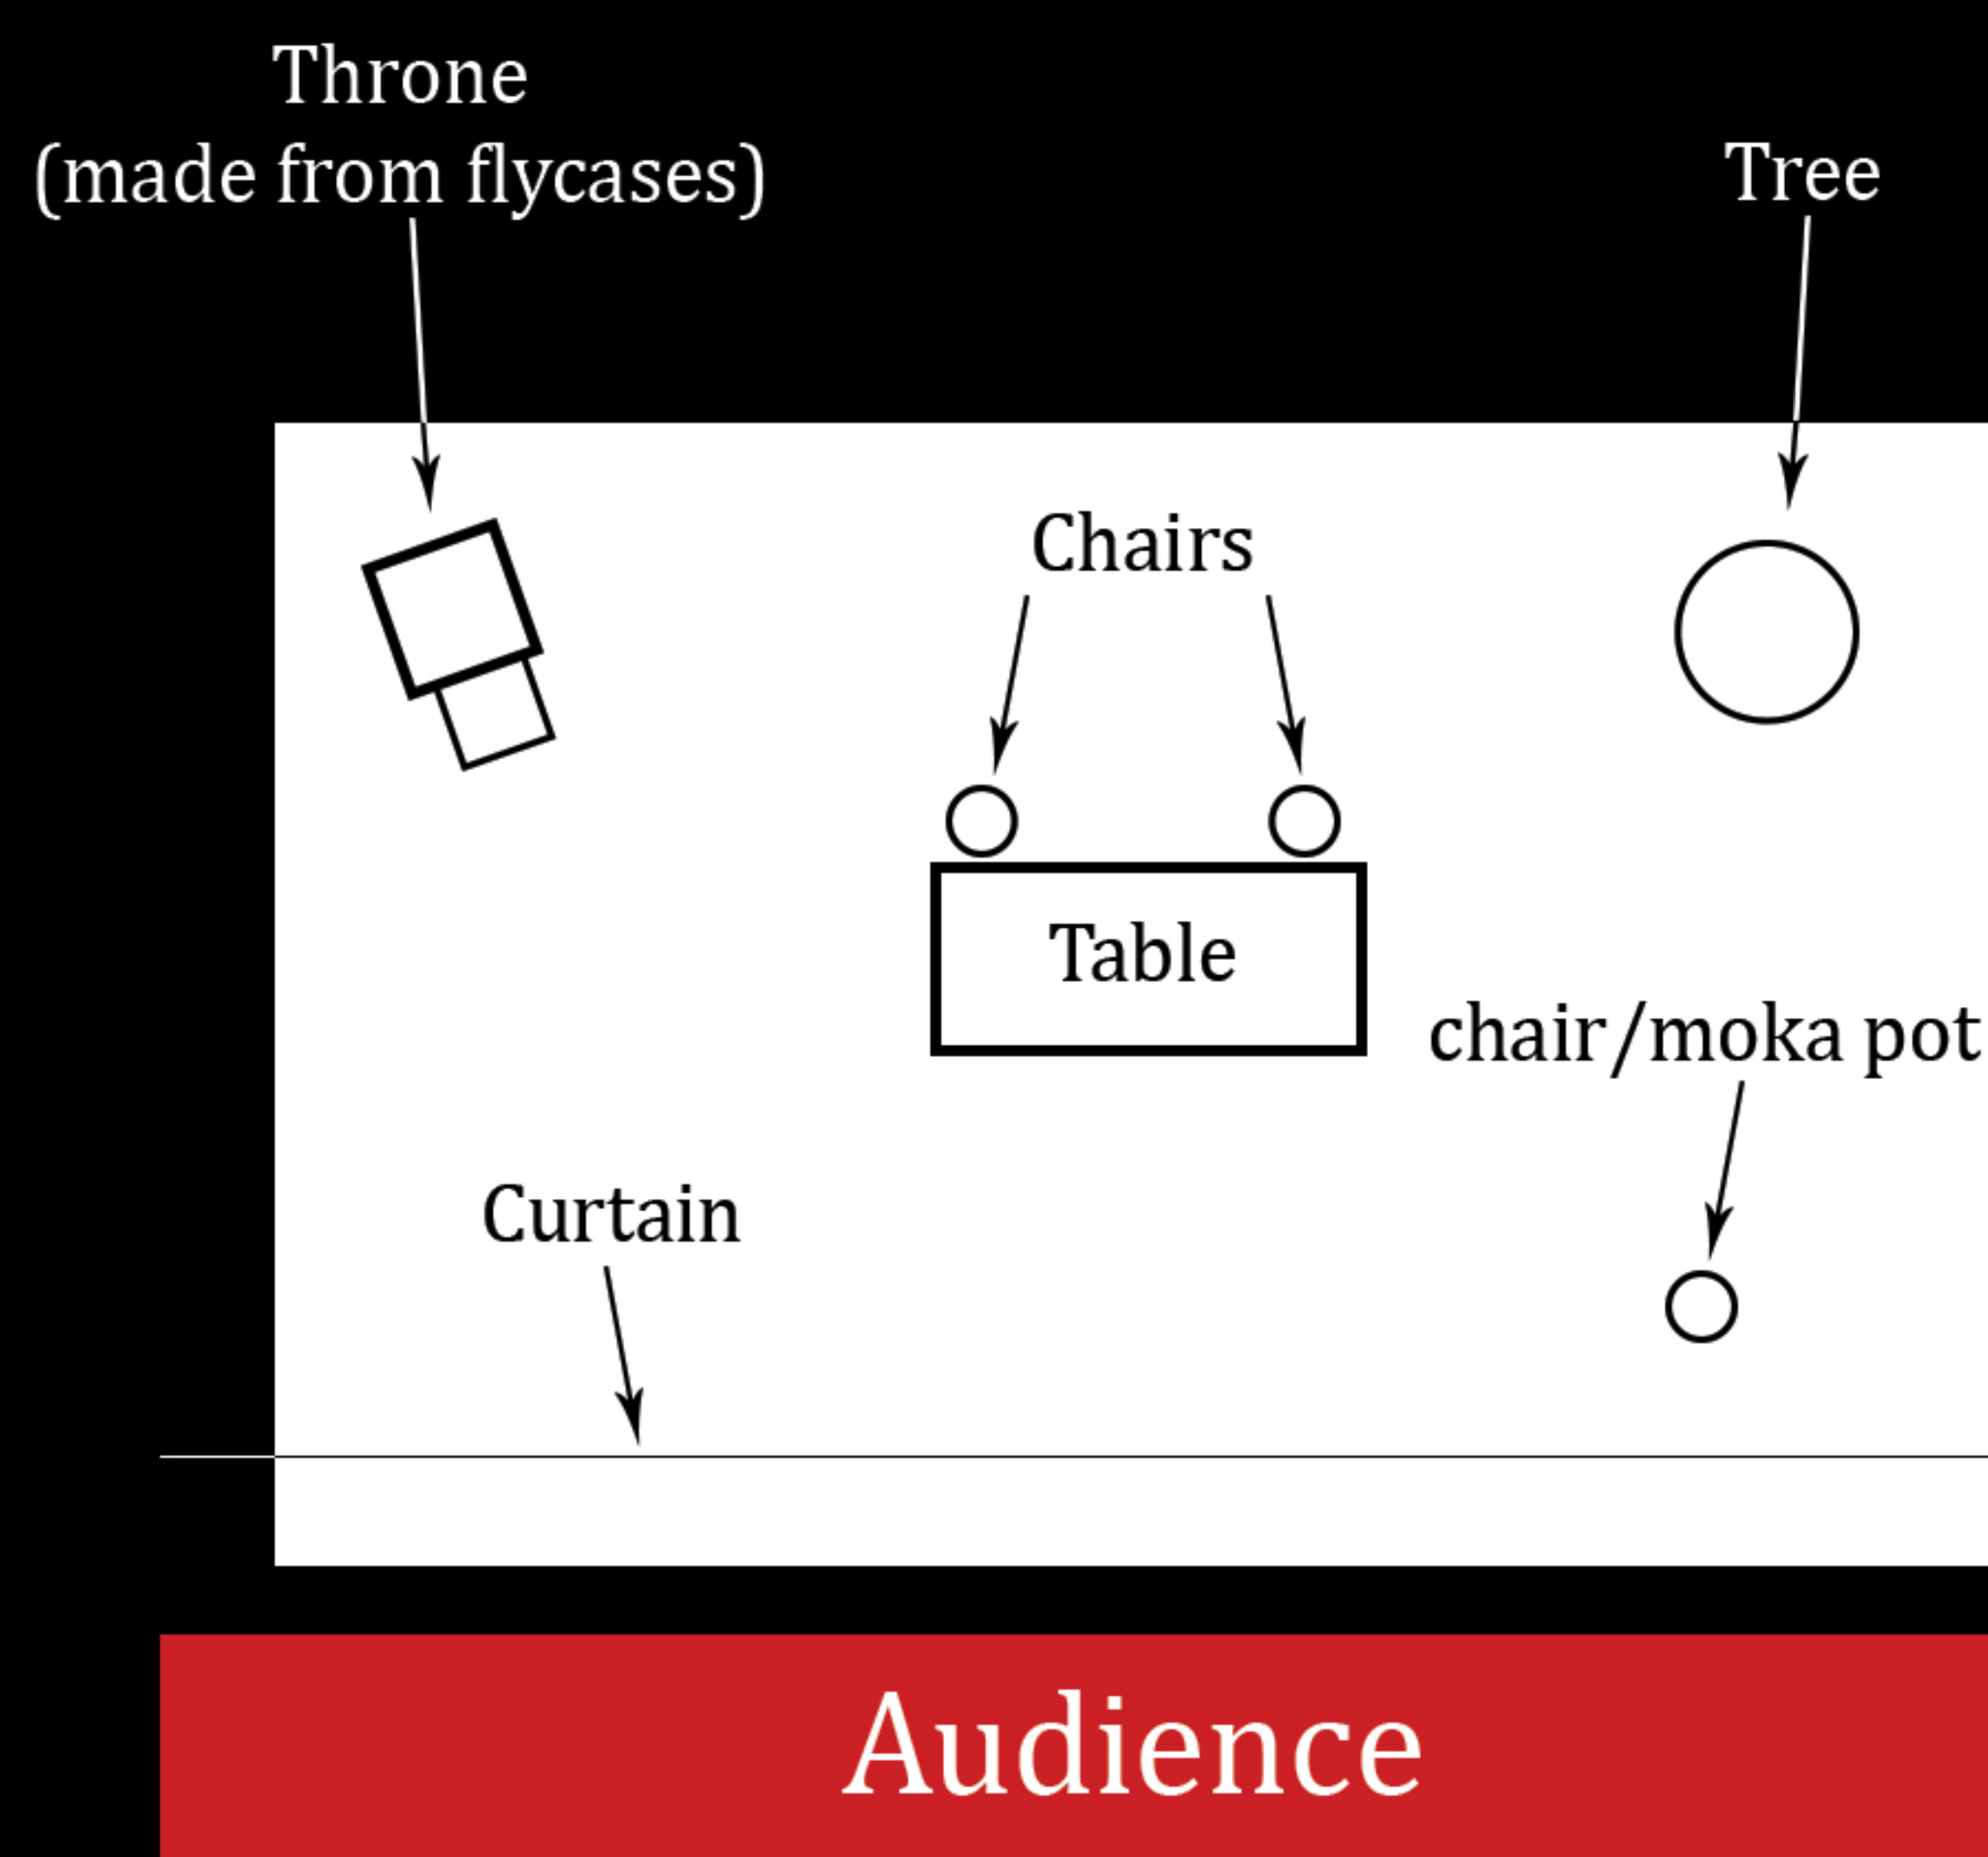 Throne
(made from flycases)
Tree
Chairs
Table
chair/moka pot
Curtain
Audience